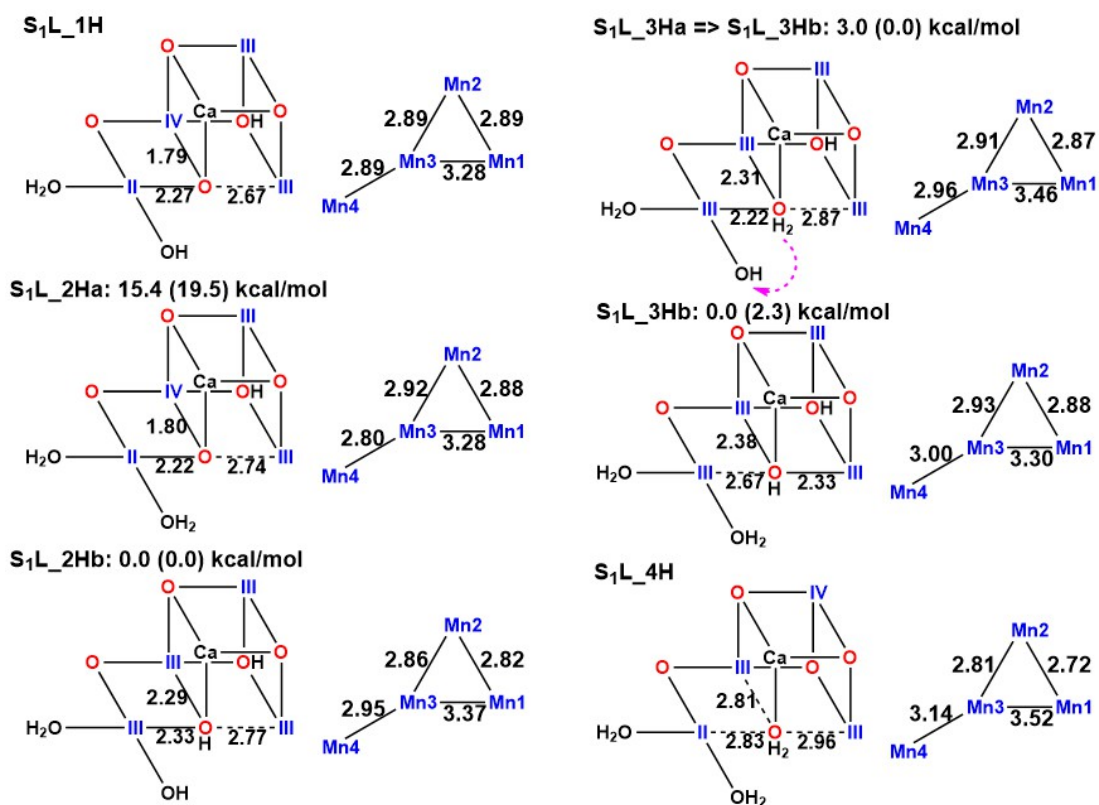 S₁L_1H
O III
Ca O
O IV OH
1.79
H₂O II O III
2.27 2.67
OH
Mn2
2.89 2.89
2.89 Mn3 Mn1
3.28
Mn4
S₁L_2Ha: 15.4 (19.5) kcal/mol
O III
Ca O
O IV OH
1.80
H₂O II O III
2.22 2.74
OH₂
Mn2
2.92 2.88
2.80 Mn3 Mn1
3.28
Mn4
S₁L_2Hb: 0.0 (0.0) kcal/mol
O III
Ca O
O III OH
2.29
H₂O III O III
2.33 H 2.77
OH
Mn2
2.86 2.82
2.95 Mn3 Mn1
3.37
Mn4
S₁L_3Ha => S₁L_3Hb: 3.0 (0.0) kcal/mol
O III
Ca O
O III OH
2.31
H₂O III O III
2.22 H₂ 2.87
OH
Mn2
2.91 2.87
2.96 Mn3 Mn1
3.46
Mn4
S₁L_3Hb: 0.0 (2.3) kcal/mol
O III
Ca O
O III OH
2.38
H₂O III O III
2.67 H 2.33
OH₂
Mn2
2.93 2.88
3.00 Mn3 Mn1
3.30
Mn4
S₁L_4H
O IV
Ca O
O III O
2.81
H₂O II O III
2.83 H₂ 2.96
OH₂
Mn2
2.81 2.72
3.14 Mn3 Mn1
3.52
Mn4